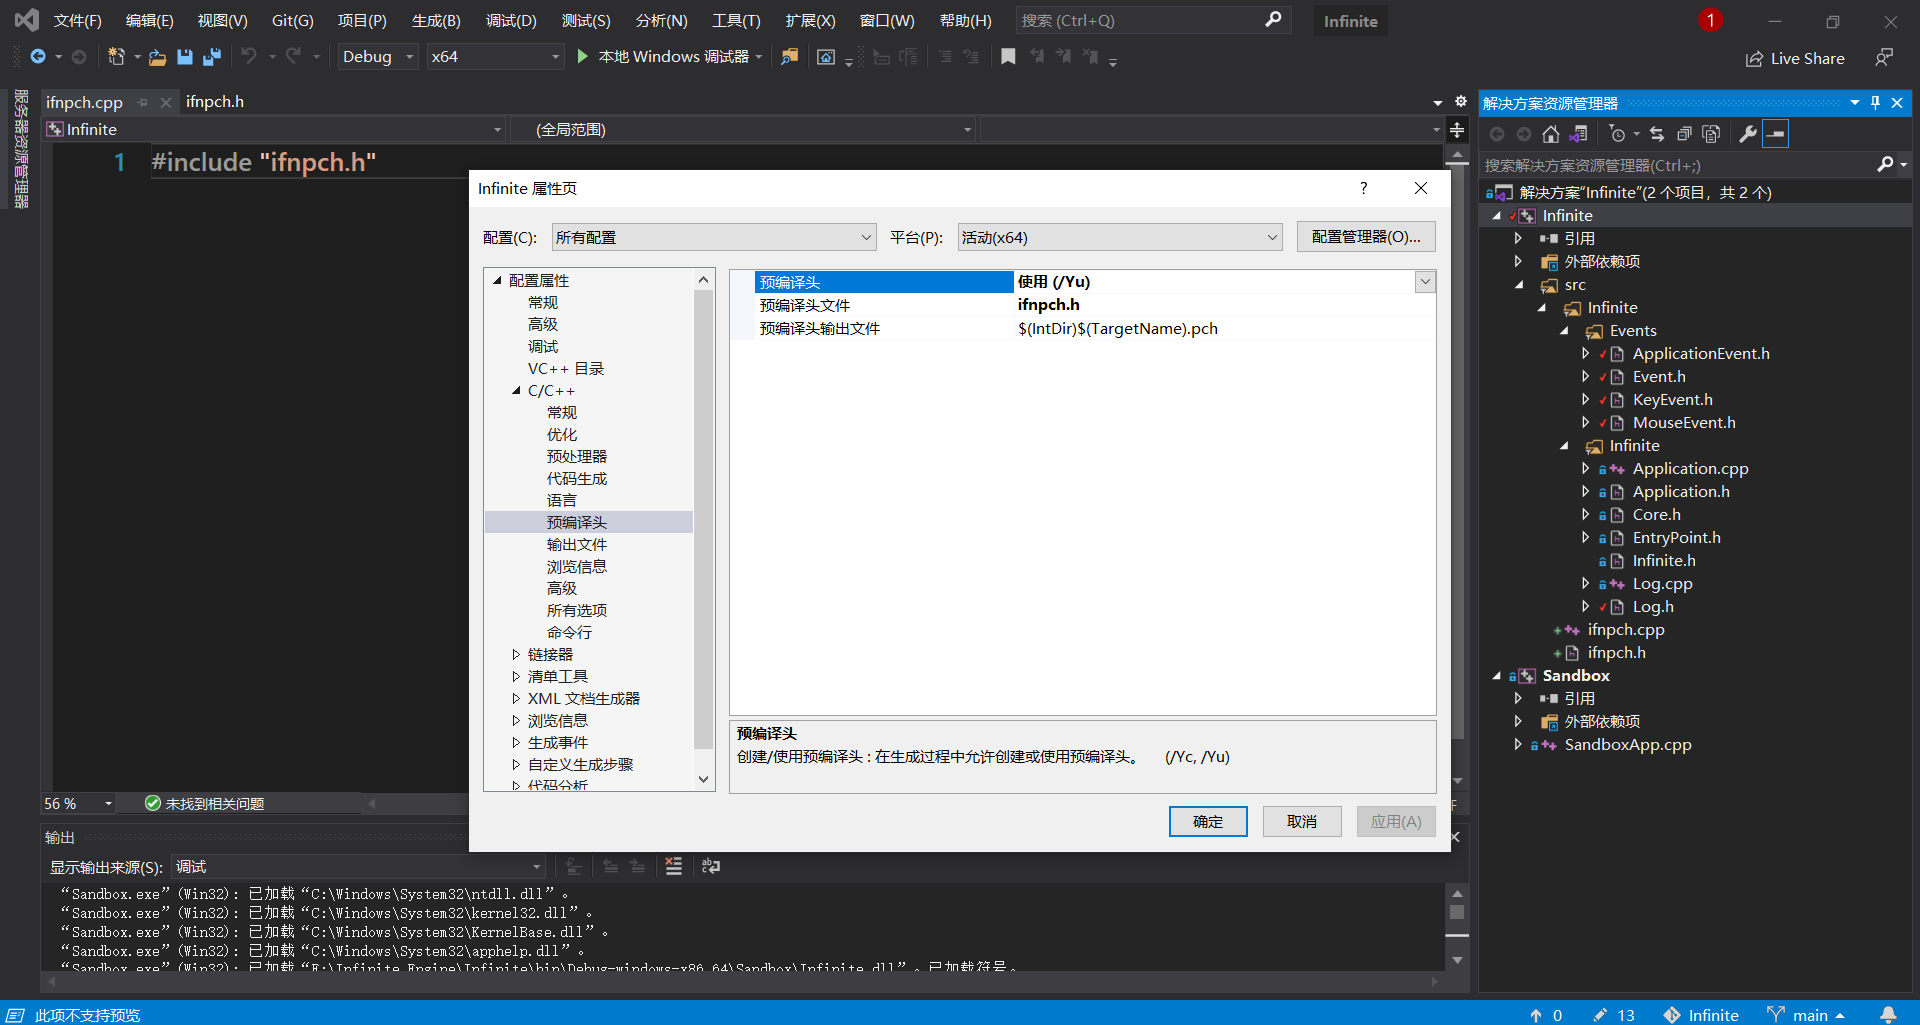 文件(F) 编辑(E) 视图(V) Git(G) 项目(P) 生成(B) 调试(D) 测试(S) 分析(N) 工具(T) 扩展(X) 窗口(W) 帮助(H) 搜索 (Ctrl+Q) Infinite 1
Debug x64 本地 Windows 调试器 Live Share
服务器资源管理器
ifnpch.cpp ifnpch.h
Infinite (全局范围)
1 #include "ifnpch.h"
Infinite 属性页 ?
配置(C): 所有配置 平台(P): 活动(x64) 配置管理器(O)...
配置属性
常规
高级
调试
VC++ 目录
C/C++
常规
优化
预处理器
代码生成
语言
预编译头
输出文件
浏览信息
高级
所有选项
命令行
链接器
清单工具
XML 文档生成器
浏览信息
生成事件
自定义生成步骤
代码分析
预编译头 使用 (/Yu)
预编译头文件 ifnpch.h
预编译头输出文件 $(IntDir)$(TargetName).pch
预编译头
创建/使用预编译头 : 在生成过程中允许创建或使用预编译头。 (/Yc, /Yu)
确定 取消 应用(A)
56 % 未找到相关问题
输出
显示输出来源(S): 调试
“Sandbox.exe”(Win32): 已加载“C:\Windows\System32\ntdll.dll”。
“Sandbox.exe”(Win32): 已加载“C:\Windows\System32\kernel32.dll”。
“Sandbox.exe”(Win32): 已加载“C:\Windows\System32\KernelBase.dll”。
“Sandbox.exe”(Win32): 已加载“C:\Windows\System32\apphelp.dll”。
“Sandbox.exe”(Win32): 已加载“E:\Infinite Engine\Infinite\bin\Debug-windows-x86_64\Sandbox\Infinite.dll”。已加载符号。
解决方案资源管理器
搜索解决方案资源管理器(Ctrl+;)
解决方案“Infinite”(2 个项目，共 2 个)
Infinite
引用
外部依赖项
src
Infinite
Events
ApplicationEvent.h
Event.h
KeyEvent.h
MouseEvent.h
Infinite
Application.cpp
Application.h
Core.h
EntryPoint.h
Infinite.h
Log.cpp
Log.h
ifnpch.cpp
ifnpch.h
Sandbox
引用
外部依赖项
SandboxApp.cpp
此项不支持预览 0 13 Infinite main